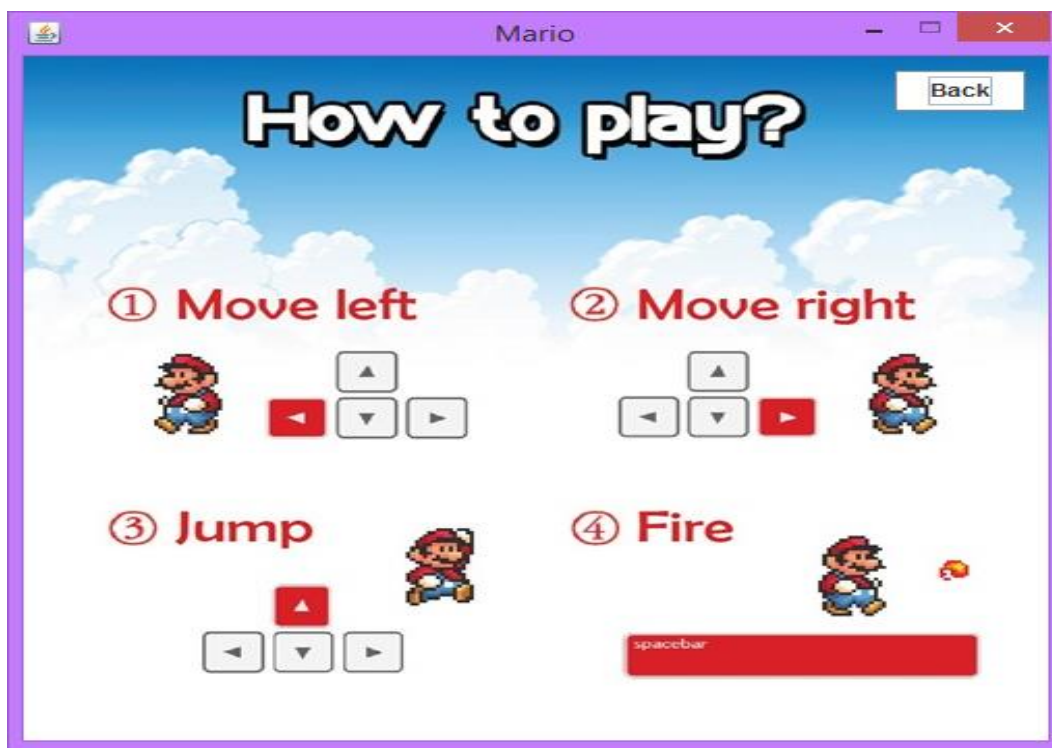 Mario
Back
How to play?
① Move left
② Move right
③ Jump
④ Fire
spacebar